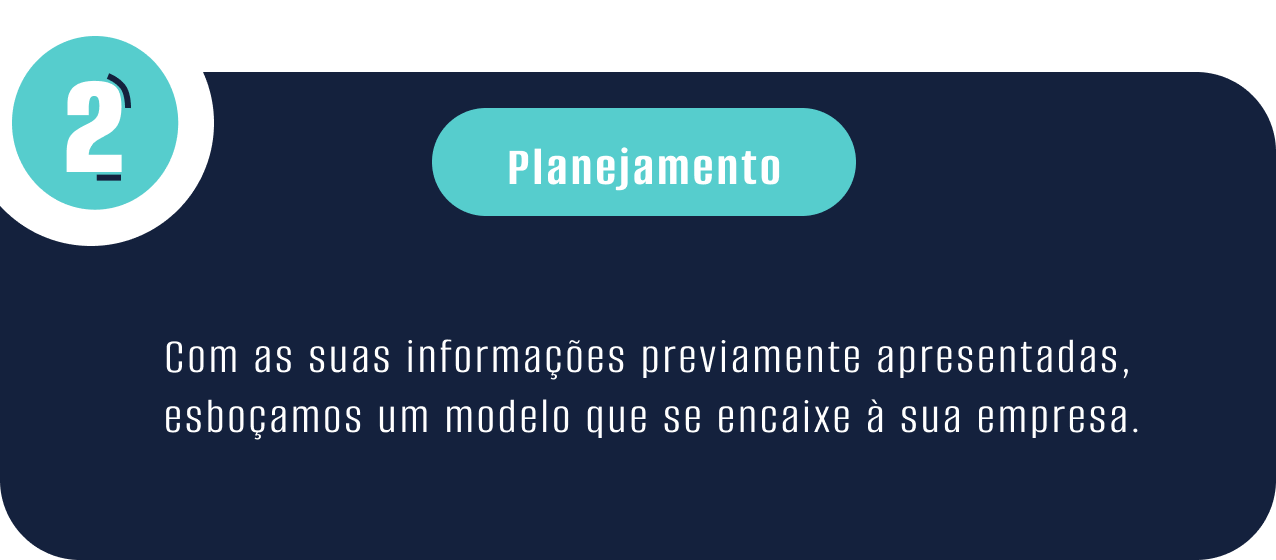 2
Planejamento
Com as suas informações previamente apresentadas,
esboçamos um modelo que se encaixe à sua empresa.